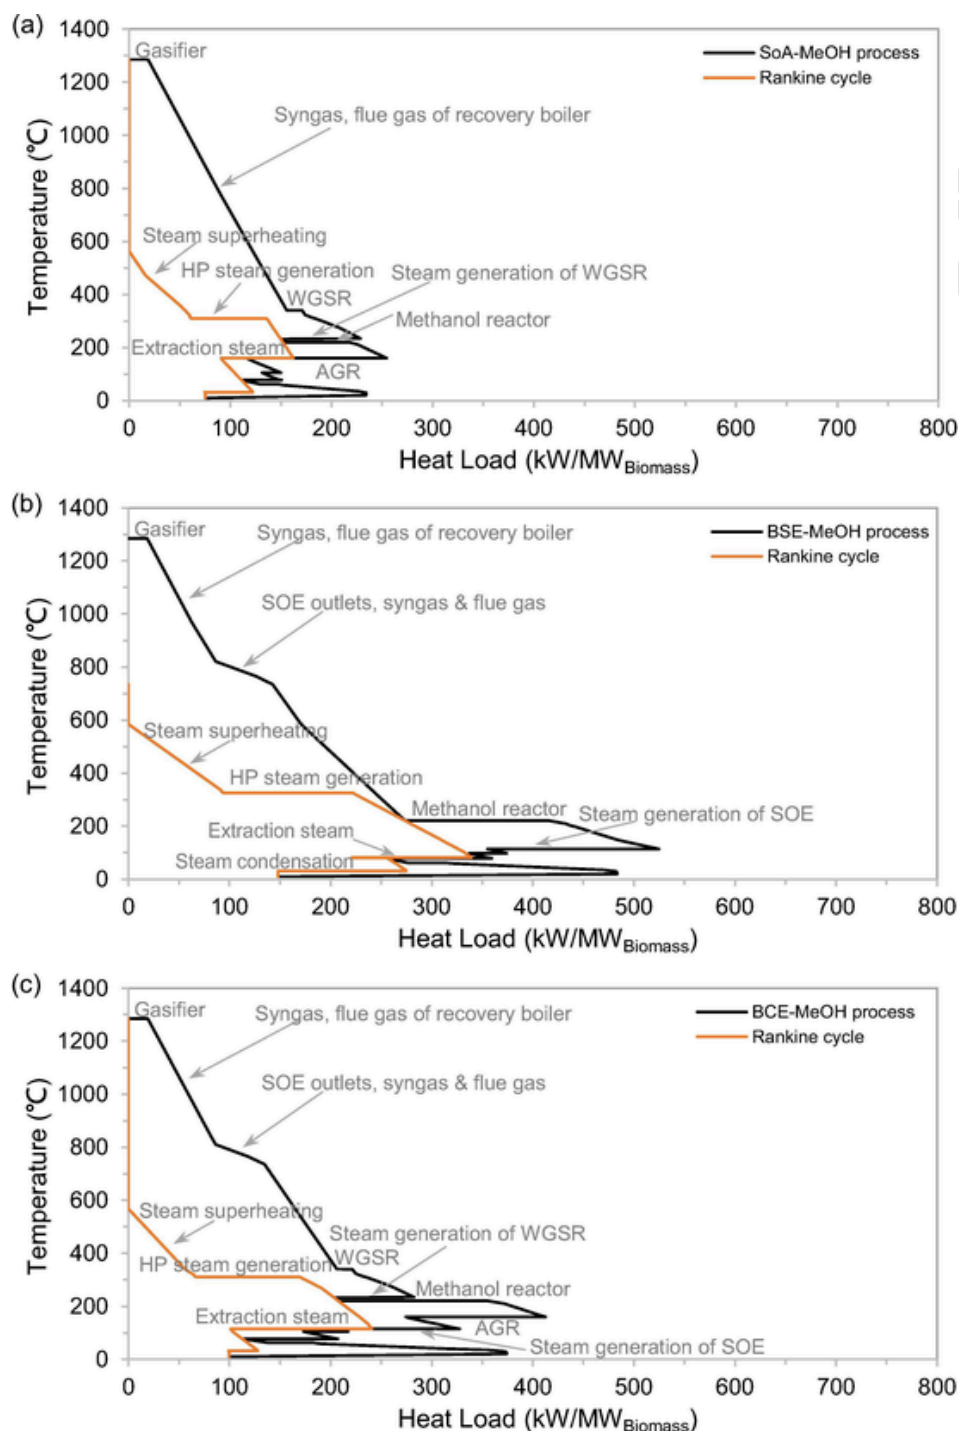 (a)
1400
1200
1000
800
600
400
200
0
Temperature (℃)
Gasifier
SoA-MeOH process
Rankine cycle
Syngas, flue gas of recovery boiler
Steam superheating
HP steam generation
Steam generation of WGSR
WGSR
Methanol reactor
Extraction steam
AGR
0 100 200 300 400 500 600 700 800
Heat Load (kW/MWBiomass)
(b)
1400
1200
1000
800
600
400
200
0
Temperature (℃)
Gasifier
Syngas, flue gas of recovery boiler
BSE-MeOH process
Rankine cycle
SOE outlets, syngas & flue gas
Steam superheating
HP steam generation
Methanol reactor
Steam generation of SOE
Extraction steam
Steam condensation
0 100 200 300 400 500 600 700 800
Heat Load (kW/MWBiomass)
(c)
1400
1200
1000
800
600
400
200
0
Temperature (℃)
Gasifier
Syngas, flue gas of recovery boiler
BCE-MeOH process
Rankine cycle
SOE outlets, syngas & flue gas
Steam superheating
Steam generation of WGSR
HP steam generation
WGSR
Methanol reactor
Extraction steam
AGR
Steam generation of SOE
0 100 200 300 400 500 600 700 800
Heat Load (kW/MWBiomass)